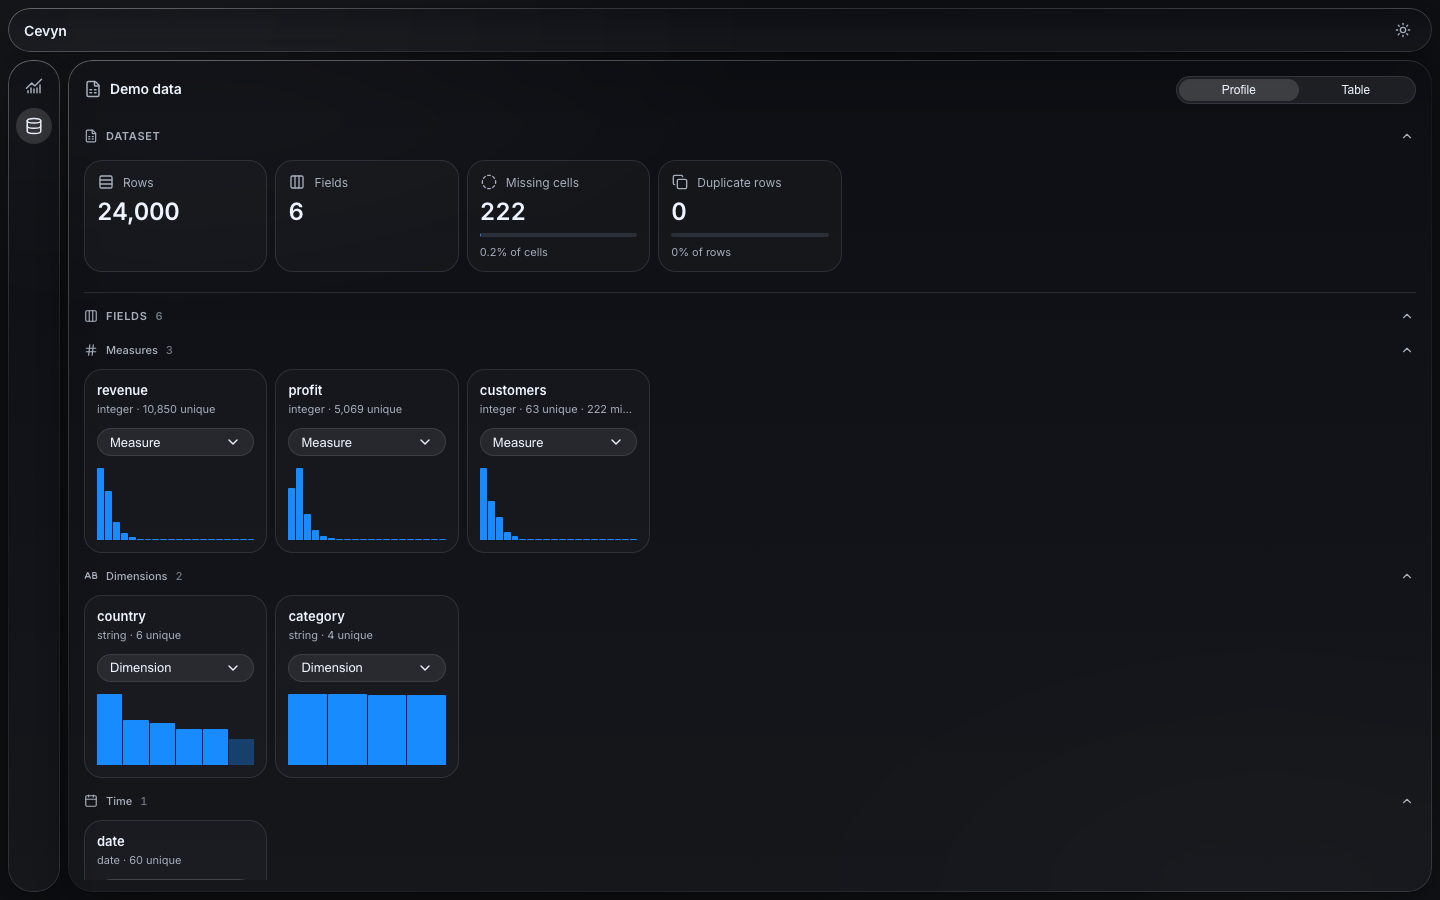 Cevyn
Demo data
Profile
Table
DATASET
Rows
24,000
Fields
6
Missing cells
222
0.2% of cells
Duplicate rows
0
0% of rows
FIELDS 6
Measures 3
revenue
integer · 10,850 unique
Measure
profit
integer · 5,069 unique
Measure
customers
integer · 63 unique · 222 mi...
Measure
AB Dimensions 2
country
string · 6 unique
Dimension
category
string · 4 unique
Dimension
Time 1
date
date · 60 unique